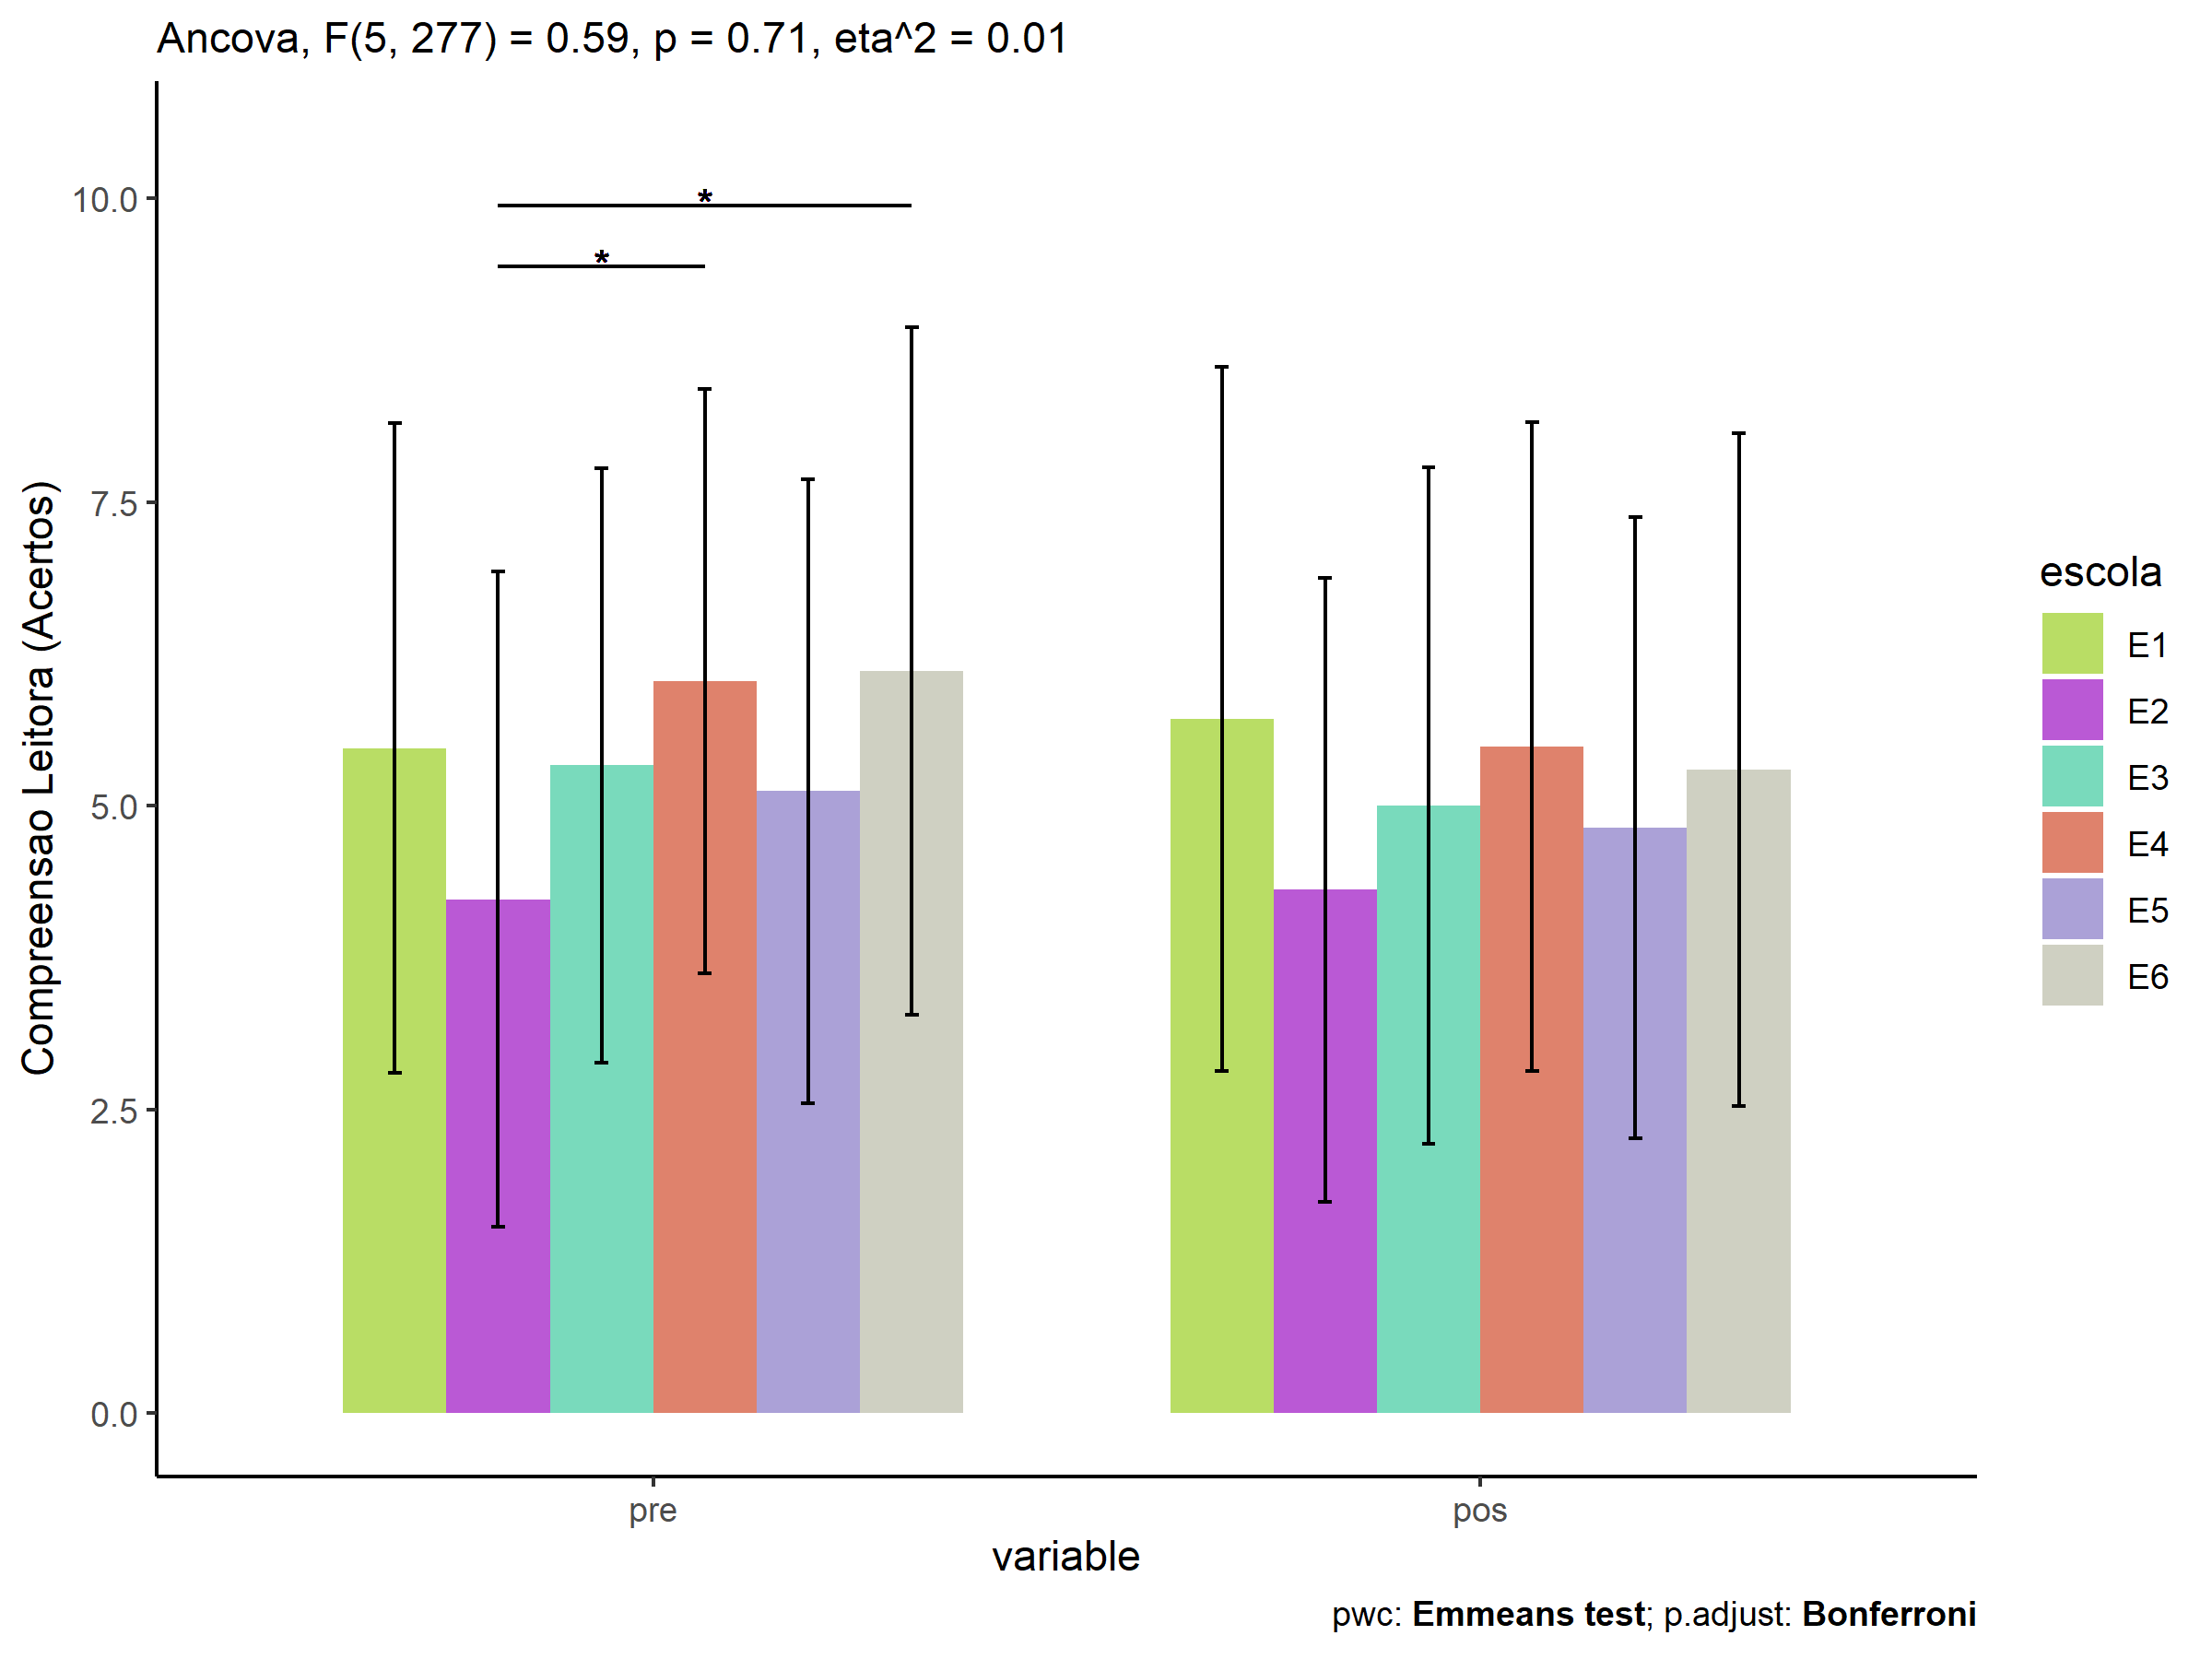 Ancova, F(5, 277) = 0.59, p = 0.71, eta^2 = 0.01
Compreensao Leitora (Acertos)
10.0
7.5
5.0
2.5
0.0
*
*
pre
pos
variable
escola
E1
E2
E3
E4
E5
E6
pwc: Emmeans test; p.adjust: Bonferroni